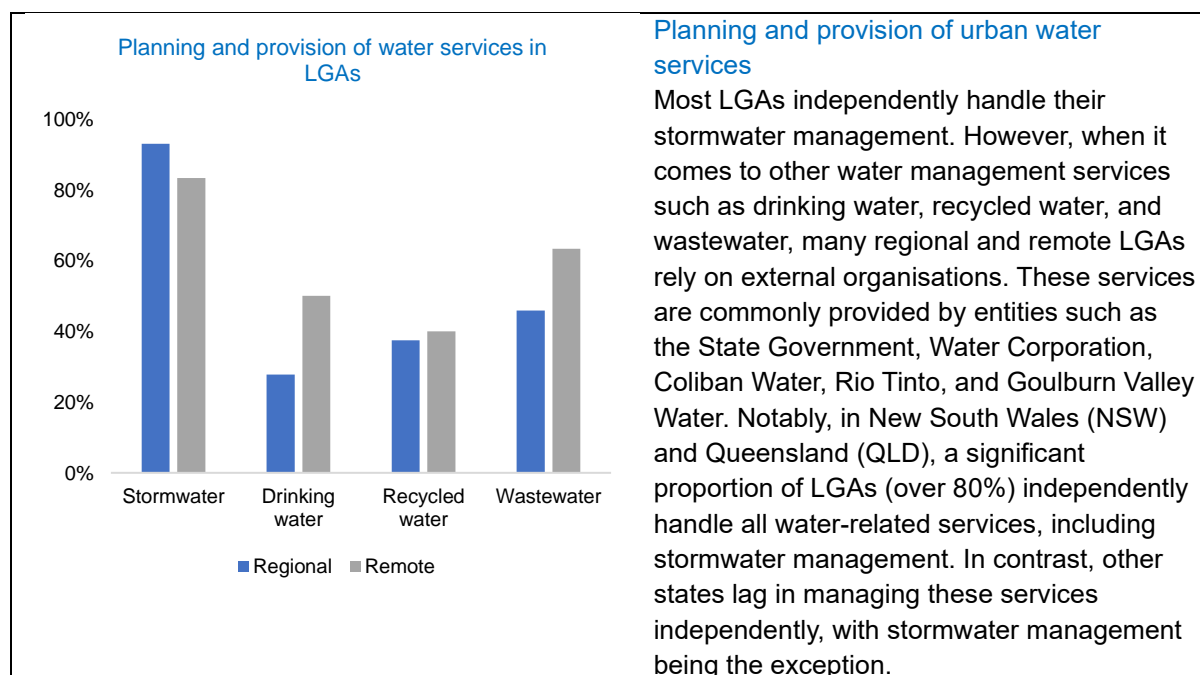 Planning and provision of water services in
LGAs
100%
80%
60%
40%
20%
0%
Stormwater
Drinking
water
Recycled
water
Wastewater
Regional
Remote
Planning and provision of urban water
services
Most LGAs independently handle their
stormwater management. However, when it
comes to other water management services
such as drinking water, recycled water, and
wastewater, many regional and remote LGAs
rely on external organisations. These services
are commonly provided by entities such as
the State Government, Water Corporation,
Coliban Water, Rio Tinto, and Goulburn Valley
Water. Notably, in New South Wales (NSW)
and Queensland (QLD), a significant
proportion of LGAs (over 80%) independently
handle all water-related services, including
stormwater management. In contrast, other
states lag in managing these services
independently, with stormwater management
being the exception.